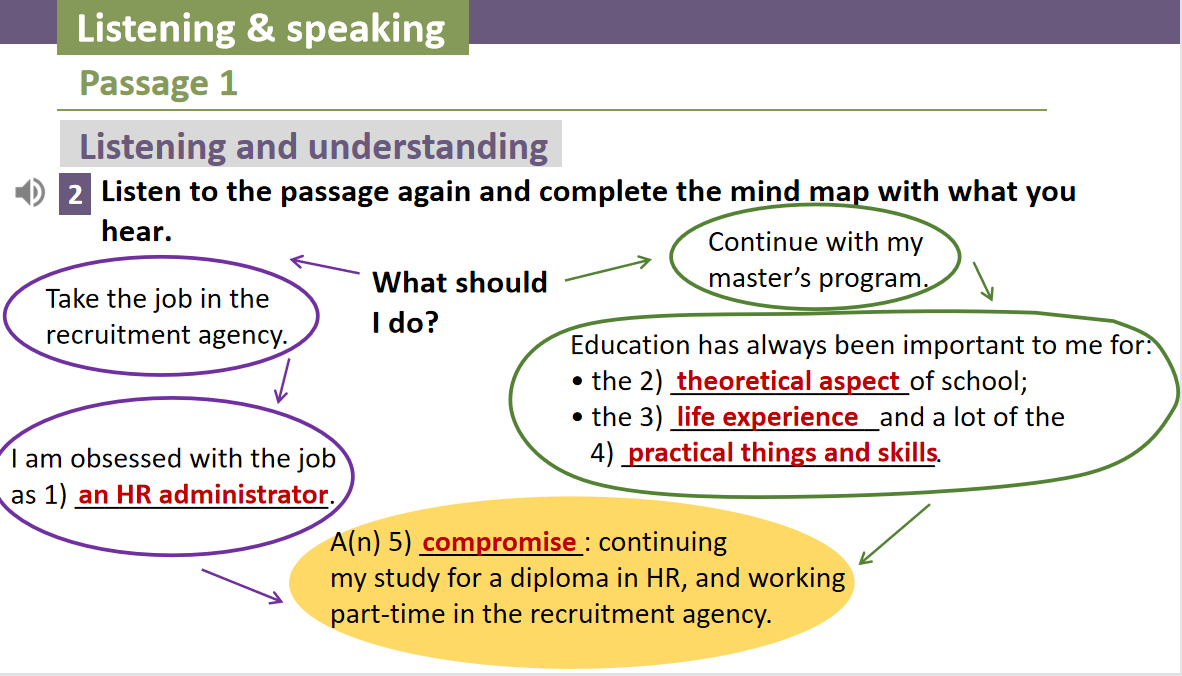 Listening & speaking
Passage 1
Listening and understanding
2 Listen to the passage again and complete the mind map with what you
hear.
What should
I do?
Take the job in the
recruitment agency.
I am obsessed with the job
as 1) an HR administrator.
Continue with my
master's program.
Education has always been important to me for:
• the 2) theoretical aspect of school;
• the 3) life experience and a lot of the
4) practical things and skills.
A(n) 5) compromise: continuing
my study for a diploma in HR, and working
part-time in the recruitment agency.